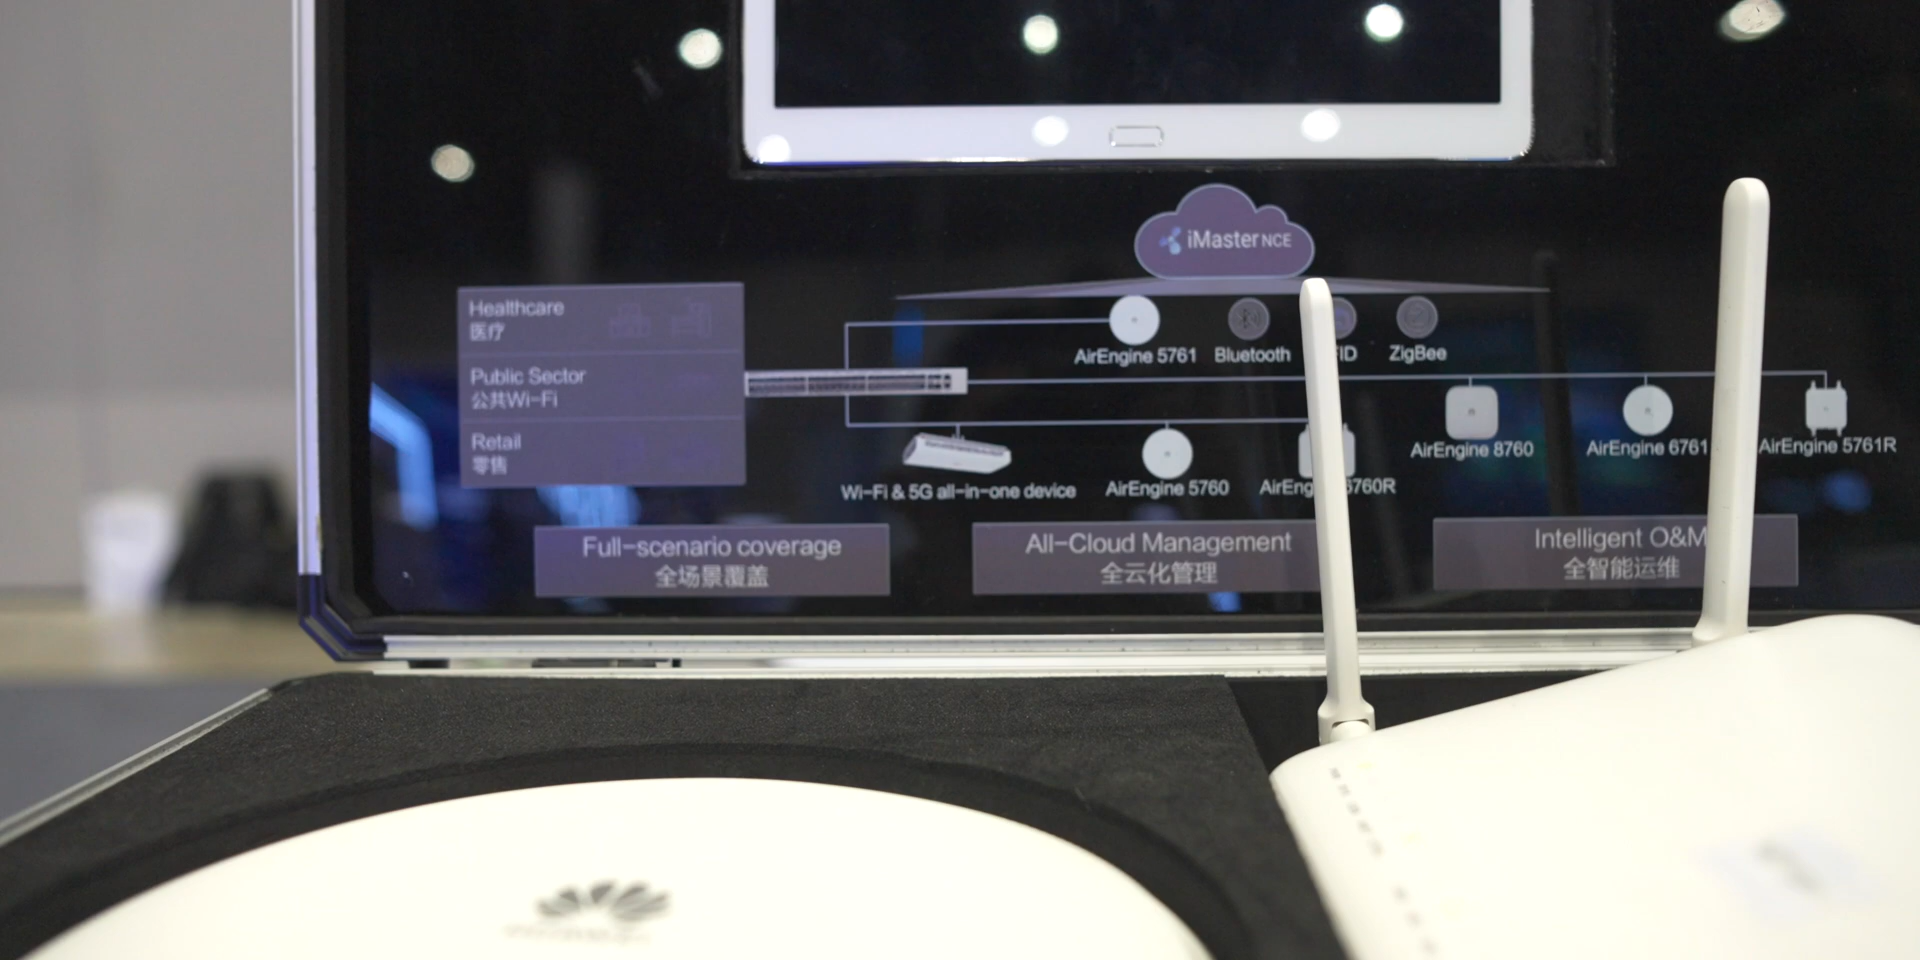 iMaster NCE
Healthcare
医疗
Public Sector
公共Wi-Fi
Retail
零售
AirEngine 5761
Bluetooth
ZigBee
AirEngine 8760
AirEngine 6761
AirEngine 5761R
Wi-Fi & 5G all-in-one device
AirEngine 5760
Full-scenario coverage
全场景覆盖
All-Cloud Management
全云化管理
Intelligent O&M
全智能运维